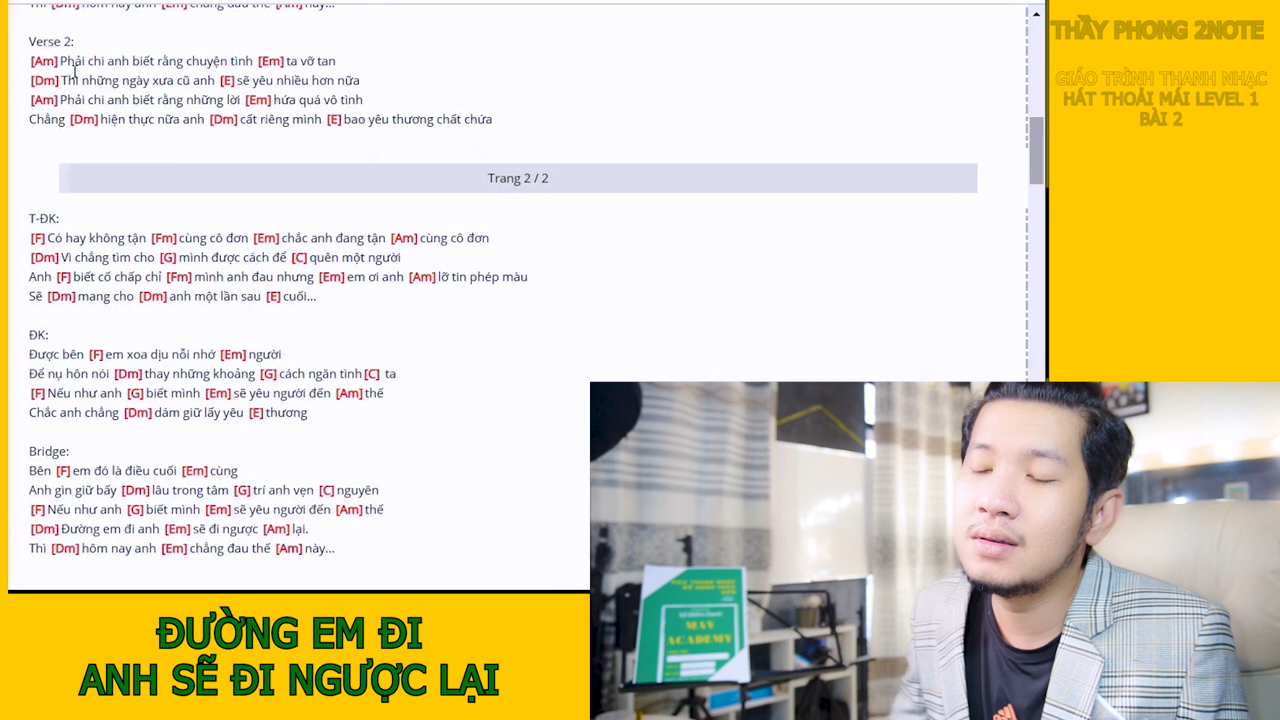 Thì [Dm] hôm nay anh [Em] chẳng đau thế [Am] này...
Verse 2:
[Am] Phải chi anh biết rằng chuyện tình [Em] ta vỡ tan
[Dm] Thì những ngày xưa cũ anh [E] sẽ yêu nhiều hơn nữa
[Am] Phải chi anh biết rằng những lời [Em] hứa quá vô tình
Chẳng [Dm] hiện thực nữa anh [Dm] cất riêng mình [E] bao yêu thương chất chứa
Trang 2 / 2
T-ĐK:
[F] Có hay không tận [Fm] cùng cô đơn [Em] chắc anh đang tận [Am] cùng cô đơn
[Dm] Vì chẳng tìm cho [G] mình được cách để [C] quên một người
Anh [F] biết cố chấp chỉ [Fm] mình anh đau nhưng [Em] em ơi anh [Am] lỡ tin phép màu
Sẽ [Dm] mang cho [Dm] anh một lần sau [E] cuối...
ĐK:
Được bên [F] em xoa dịu nỗi nhớ [Em] người
Để nụ hôn nói [Dm] thay những khoảng [G] cách ngăn tình [C] ta
[F] Nếu như anh [G] biết mình [Em] sẽ yêu người đến [Am] thế
Chắc anh chẳng [Dm] dám giữ lấy yêu [E] thương
Bridge:
Bên [F] em đó là điều cuối [Em] cùng
Anh gìn giữ bấy [Dm] lâu trong tâm [G] trí anh vẹn [C] nguyên
[F] Nếu như anh [G] biết mình [Em] sẽ yêu người đến [Am] thế
[Dm] Đường em đi anh [Em] sẽ đi ngược [Am] lại.
Thì [Dm] hôm nay anh [Em] chẳng đau thế [Am] này...
THẦY PHONG 2NOTE
GIÁO TRÌNH THANH NHẠC
HÁT THOẢI MÁI LEVEL 1
BÀI 2
MAY
ACADEMY
ĐƯỜNG EM ĐI
ANH SẼ ĐI NGƯỢC LẠI